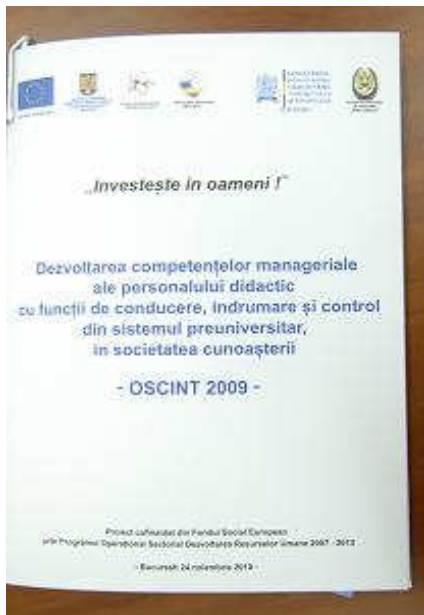 „Investește în oameni !”
Dezvoltarea competențelor manageriale
ale personalului didactic
cu funcții de conducere, îndrumare și control
din sistemul preuniversitar,
în societatea cunoașterii
- OSCINT 2009 -
Proiect cofinanțat din Fondul Social European
prin Programul Operațional Sectorial Dezvoltarea Resurselor Umane 2007 - 2013
- București 24 noiembrie 2010 -